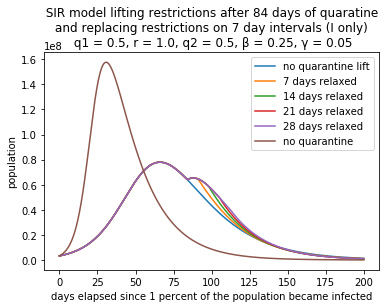 SIR model lifting restrictions after 84 days of quaratine
and replacing restrictions on 7 day intervals (I only)
q1 = 0.5, r = 1.0, q2 = 0.5, β = 0.25, γ = 0.05
1e8
1.6
1.4
1.2
1.0
0.8
0.6
0.4
0.2
0.0
population
no quarantine lift
7 days relaxed
14 days relaxed
21 days relaxed
28 days relaxed
no quarantine
0 25 50 75 100 125 150 175 200
days elapsed since 1 percent of the population became infected